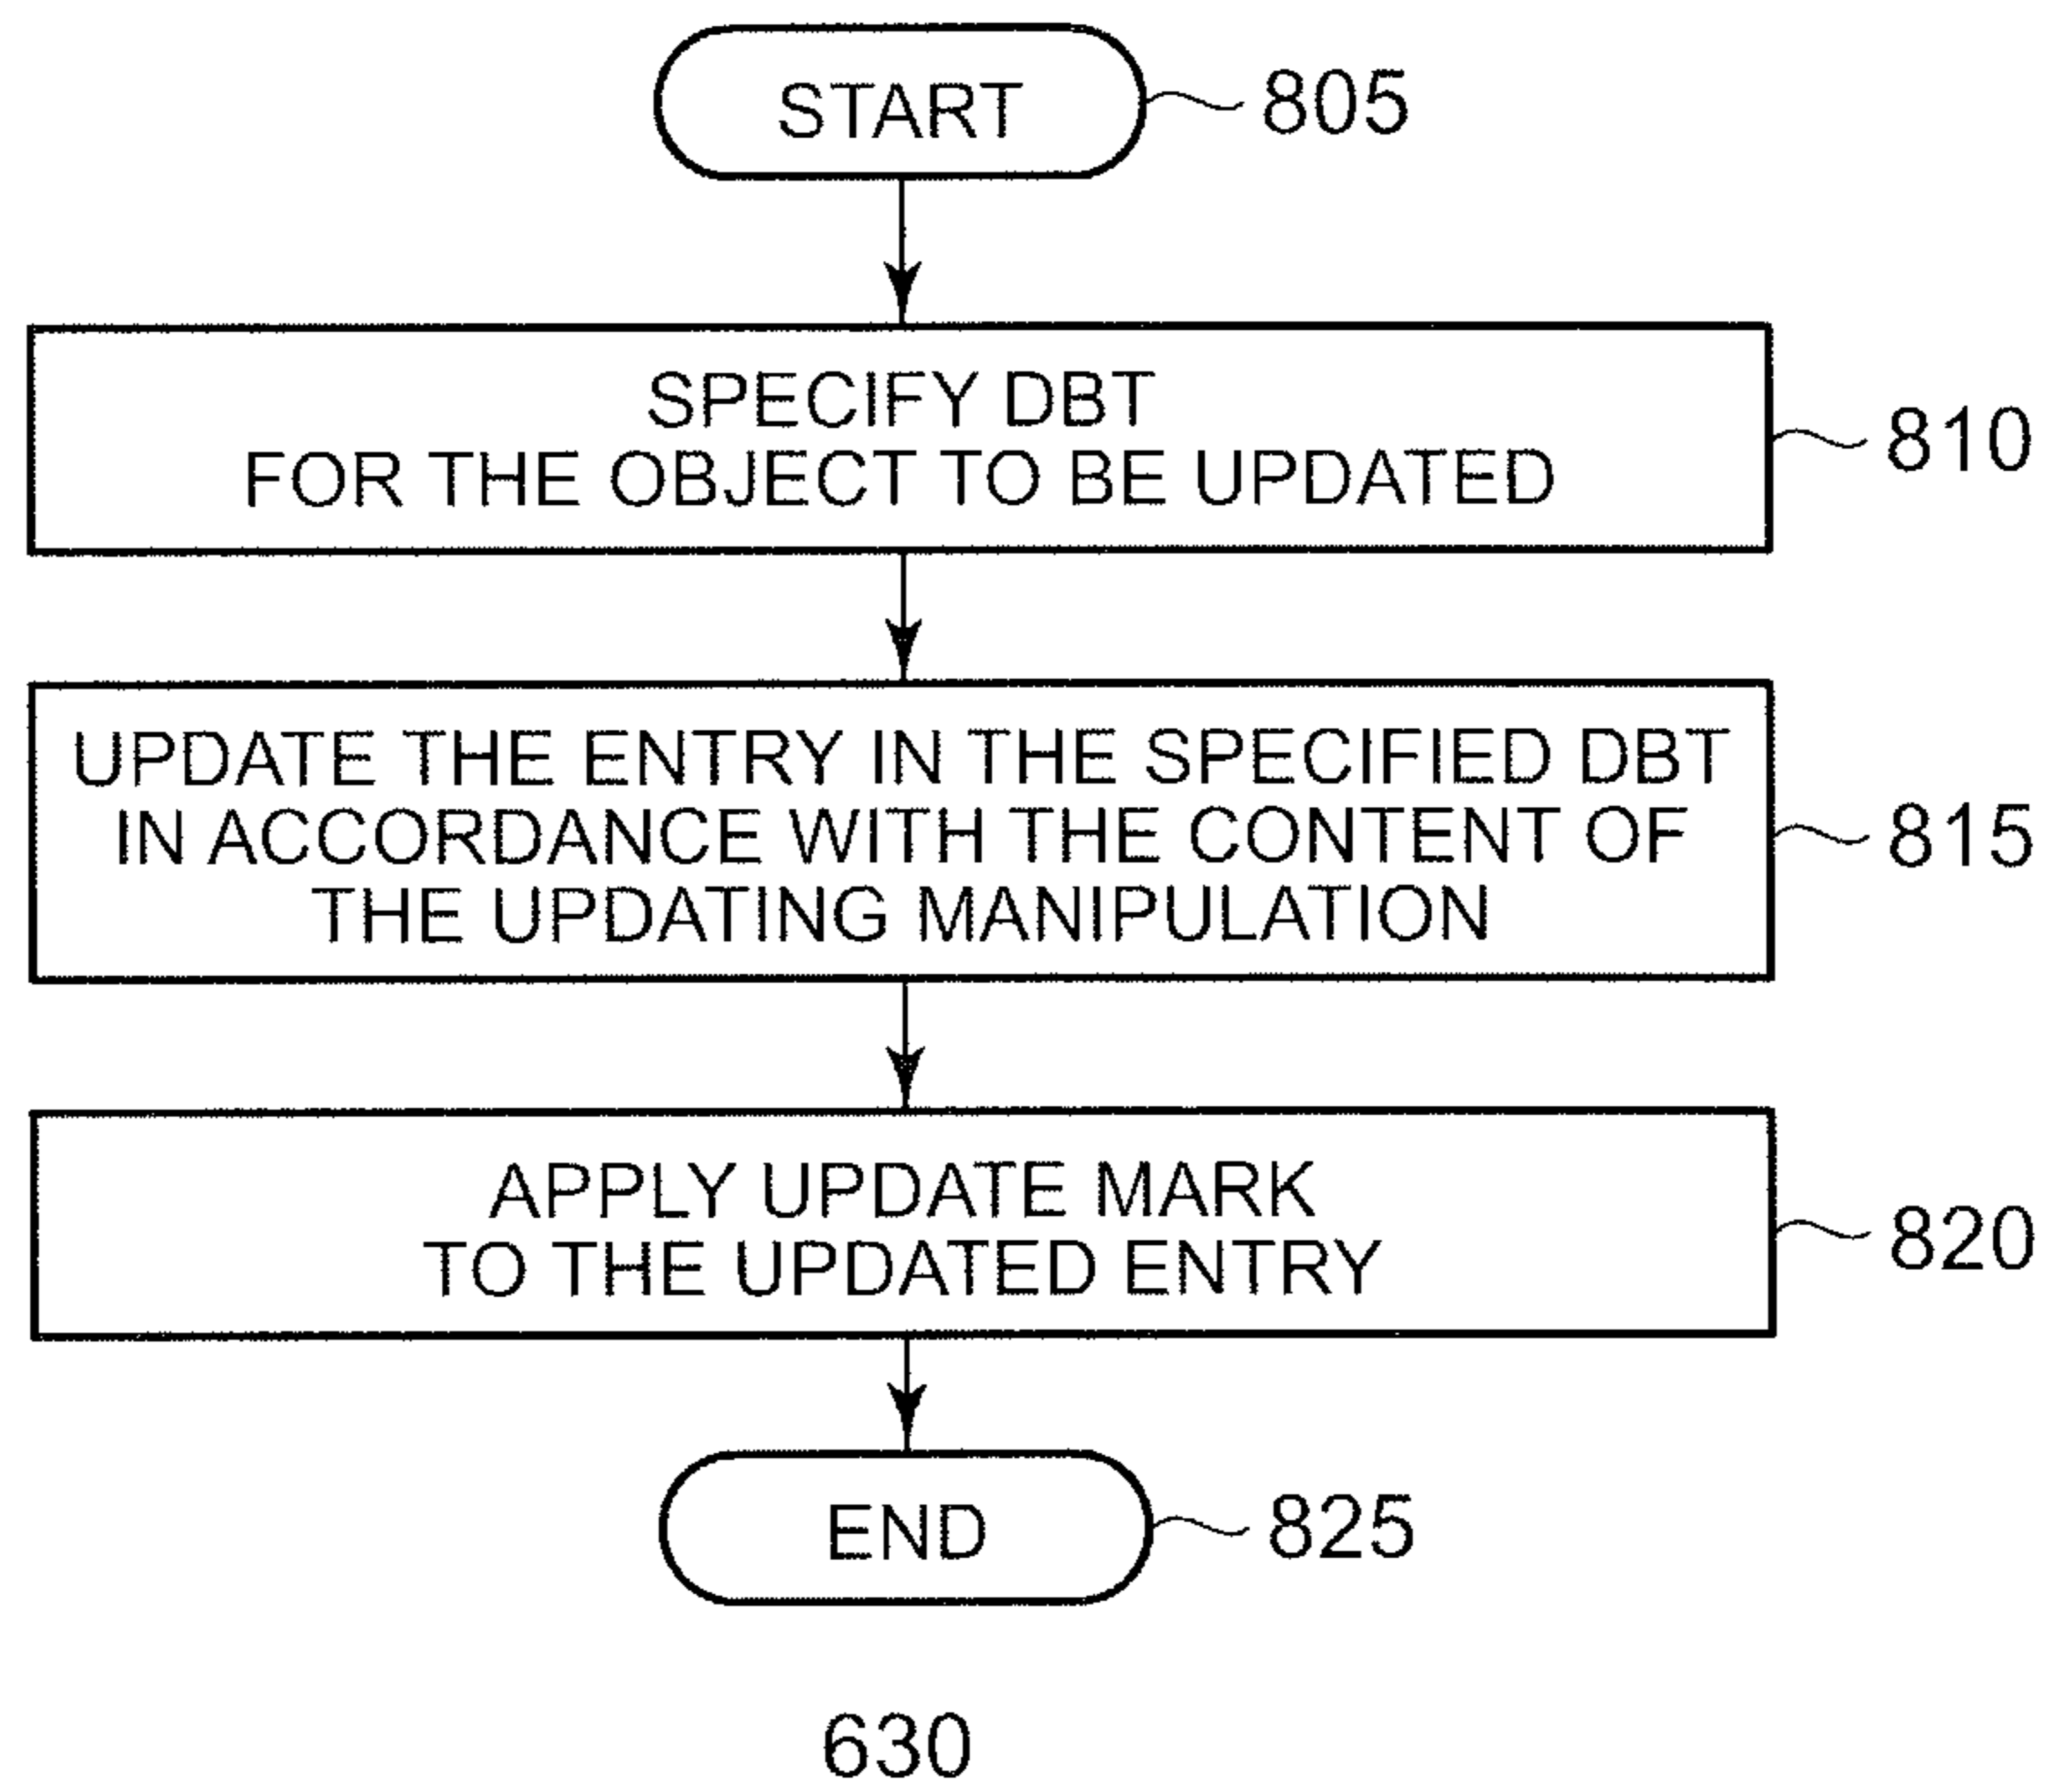 START
805
SPECIFY DBT
FOR THE OBJECT TO BE UPDATED
810
UPDATE THE ENTRY IN THE SPECIFIED DBT
IN ACCORDANCE WITH THE CONTENT OF
THE UPDATING MANIPULATION
815
APPLY UPDATE MARK
TO THE UPDATED ENTRY
820
END
825
630